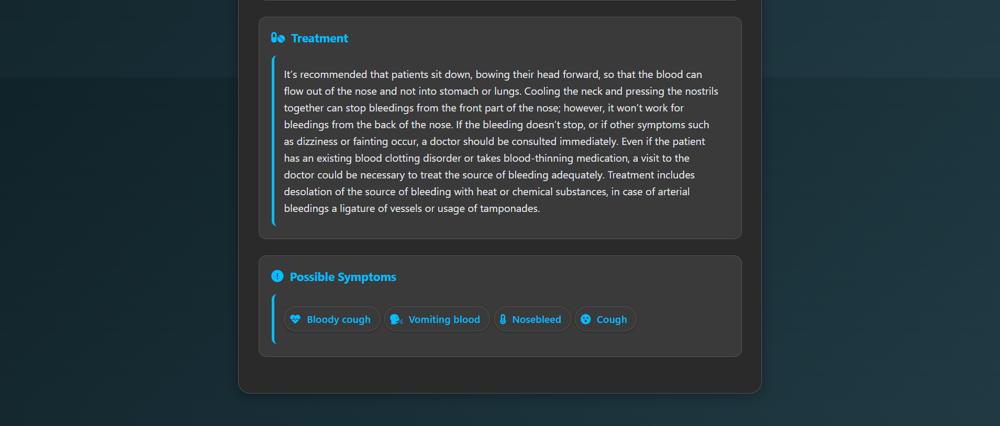 Treatment
It’s recommended that patients sit down, bowing their head forward, so that the blood can
flow out of the nose and not into stomach or lungs. Cooling the neck and pressing the nostrils
together can stop bleedings from the front part of the nose; however, it won’t work for
bleedings from the back of the nose. If the bleeding doesn’t stop, or if other symptoms such
as dizziness or fainting occur, a doctor should be consulted immediately. Even if the patient
has an existing blood clotting disorder or takes blood-thinning medication, a visit to the
doctor could be necessary to treat the source of bleeding adequately. Treatment includes
desolation of the source of bleeding with heat or chemical substances, in case of arterial
bleedings a ligature of vessels or usage of tamponades.
Possible Symptoms
Bloody cough Vomiting blood Nosebleed Cough